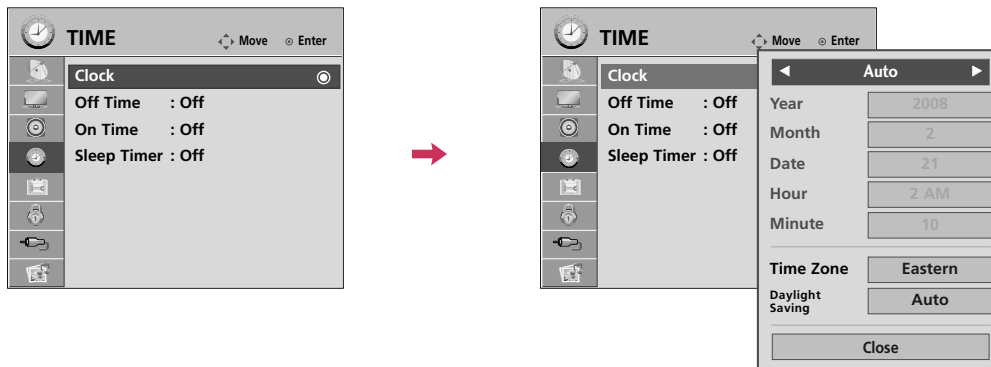 TIME
Move
Enter
Clock
Off Time : Off
On Time : Off
Sleep Timer : Off
TIME
Move
Enter
Clock
Off Time : Off
On Time : Off
Sleep Timer : Off
Auto
Year 2008
Month 2
Date 21
Hour 2 AM
Minute 10
Time Zone Eastern
Daylight
Saving
Auto
Close